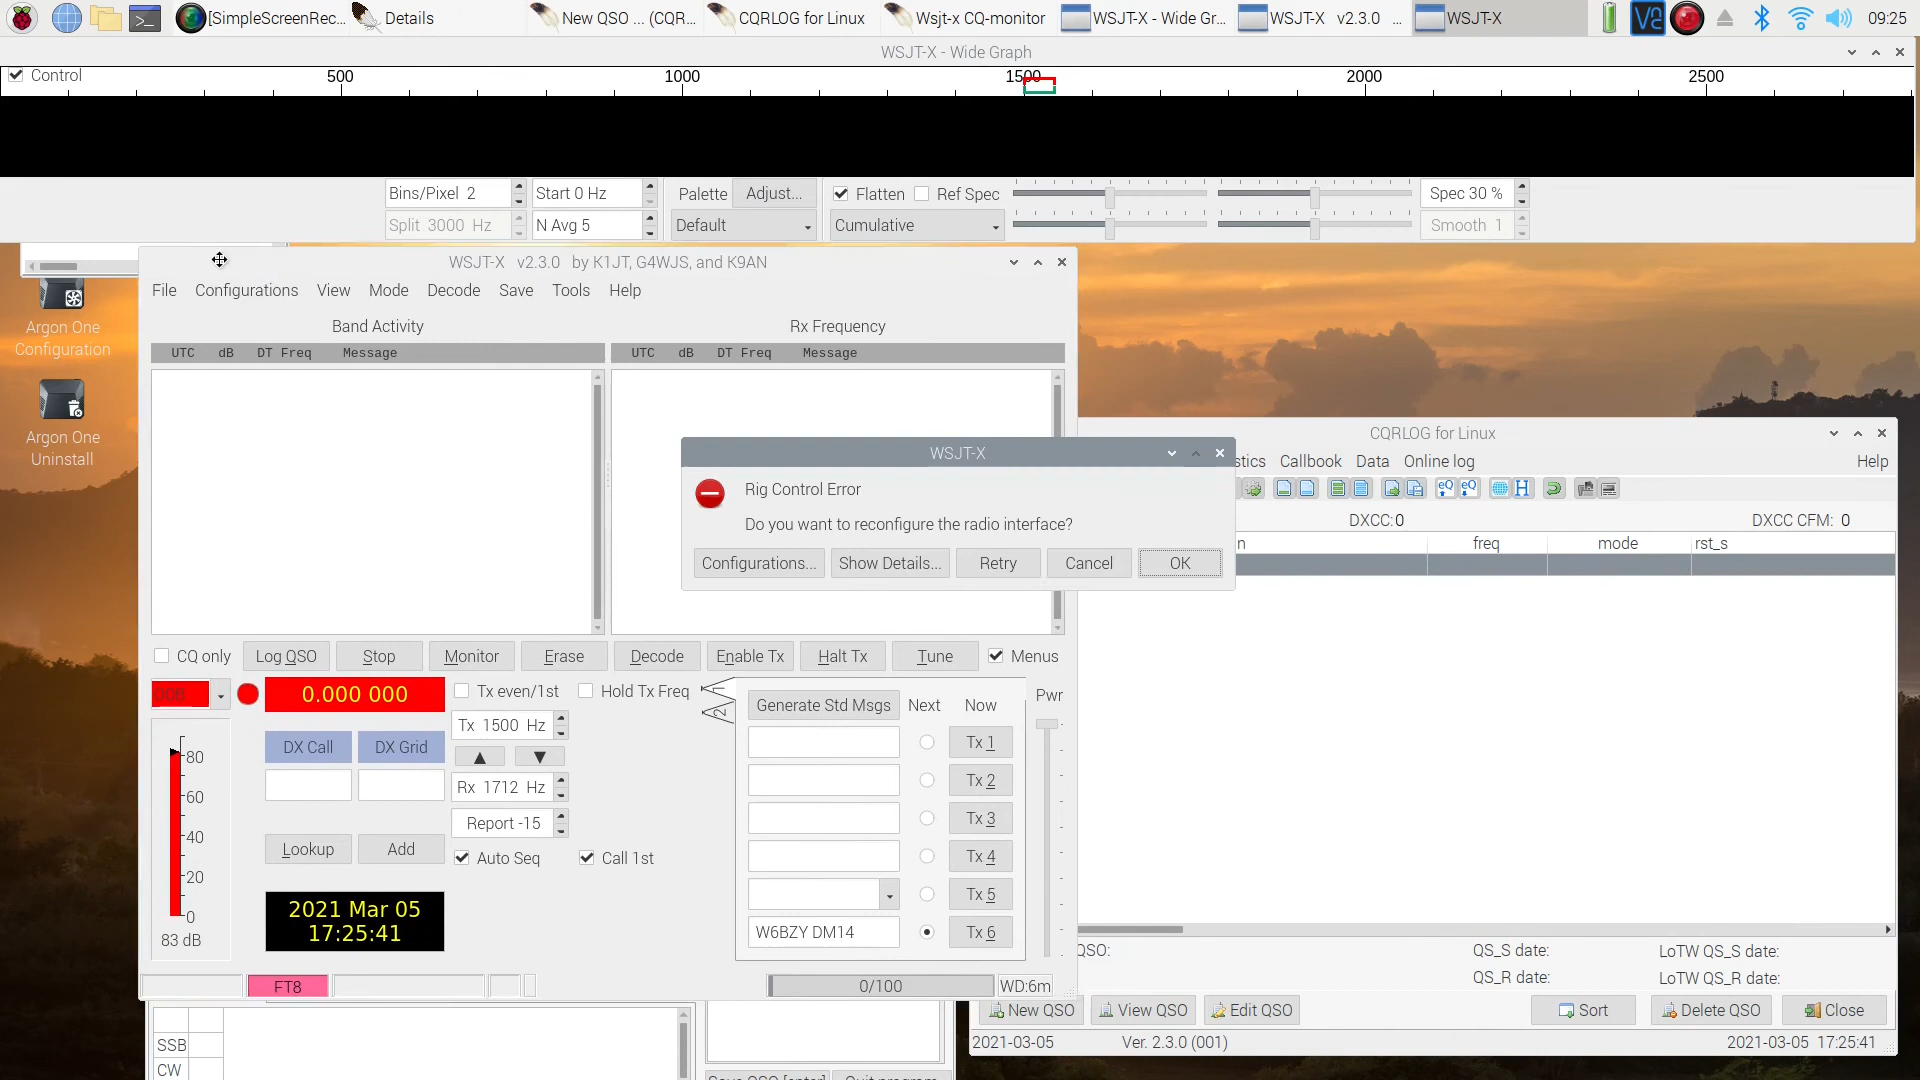 [SimpleScreenRec...
Details
New QSO ... (CQR...
CQRLOG for Linux
Wsjt-x CQ-monitor
WSJT-X - Wide Gr...
WSJT-X   v2.3.0   ...
WSJT-X
09:25
WSJT-X - Wide Graph
Control
500
1000
1500
2000
2500
Bins/Pixel 2
Start 0 Hz
Palette
Adjust...
Flatten
Ref Spec
Spec 30 %
Split 3000 Hz
N Avg 5
Default
Cumulative
Smooth 1
Argon One
Configuration
Argon One
Uninstall
WSJT-X   v2.3.0   by K1JT, G4WJS, and K9AN
File
Configurations
View
Mode
Decode
Save
Tools
Help
Band Activity
Rx Frequency
UTC dB DT Freq Message
UTC dB DT Freq Message
CQRLOG for Linux
stics
Callbook
Data
Online log
Help
DXCC:0
DXCC CFM: 0
n
freq
mode
rst_s
WSJT-X
Rig Control Error
Do you want to reconfigure the radio interface?
Configurations...
Show Details...
Retry
Cancel
OK
CQ only
Log QSO
Stop
Monitor
Erase
Decode
Enable Tx
Halt Tx
Tune
Menus
OOB
0.000 000
Tx even/1st
Hold Tx Freq
1
2
Generate Std Msgs
Next
Now
Pwr
Tx 1500 Hz
DX Call
DX Grid
Rx 1712 Hz
Report -15
Lookup
Add
Auto Seq
Call 1st
Tx 1
Tx 2
Tx 3
Tx 4
Tx 5
W6BZY DM14
Tx 6
80
60
40
20
0
83 dB
2021 Mar 05
17:25:41
FT8
0/100
WD:6m
QSO:
QS_S date:
LoTW QS_S date:
QS_R date:
LoTW QS_R date:
New QSO
View QSO
Edit QSO
Sort
Delete QSO
Close
2021-03-05
Ver. 2.3.0 (001)
2021-03-05 17:25:41
SSB
CW
Save QSO [enter]
Quit program